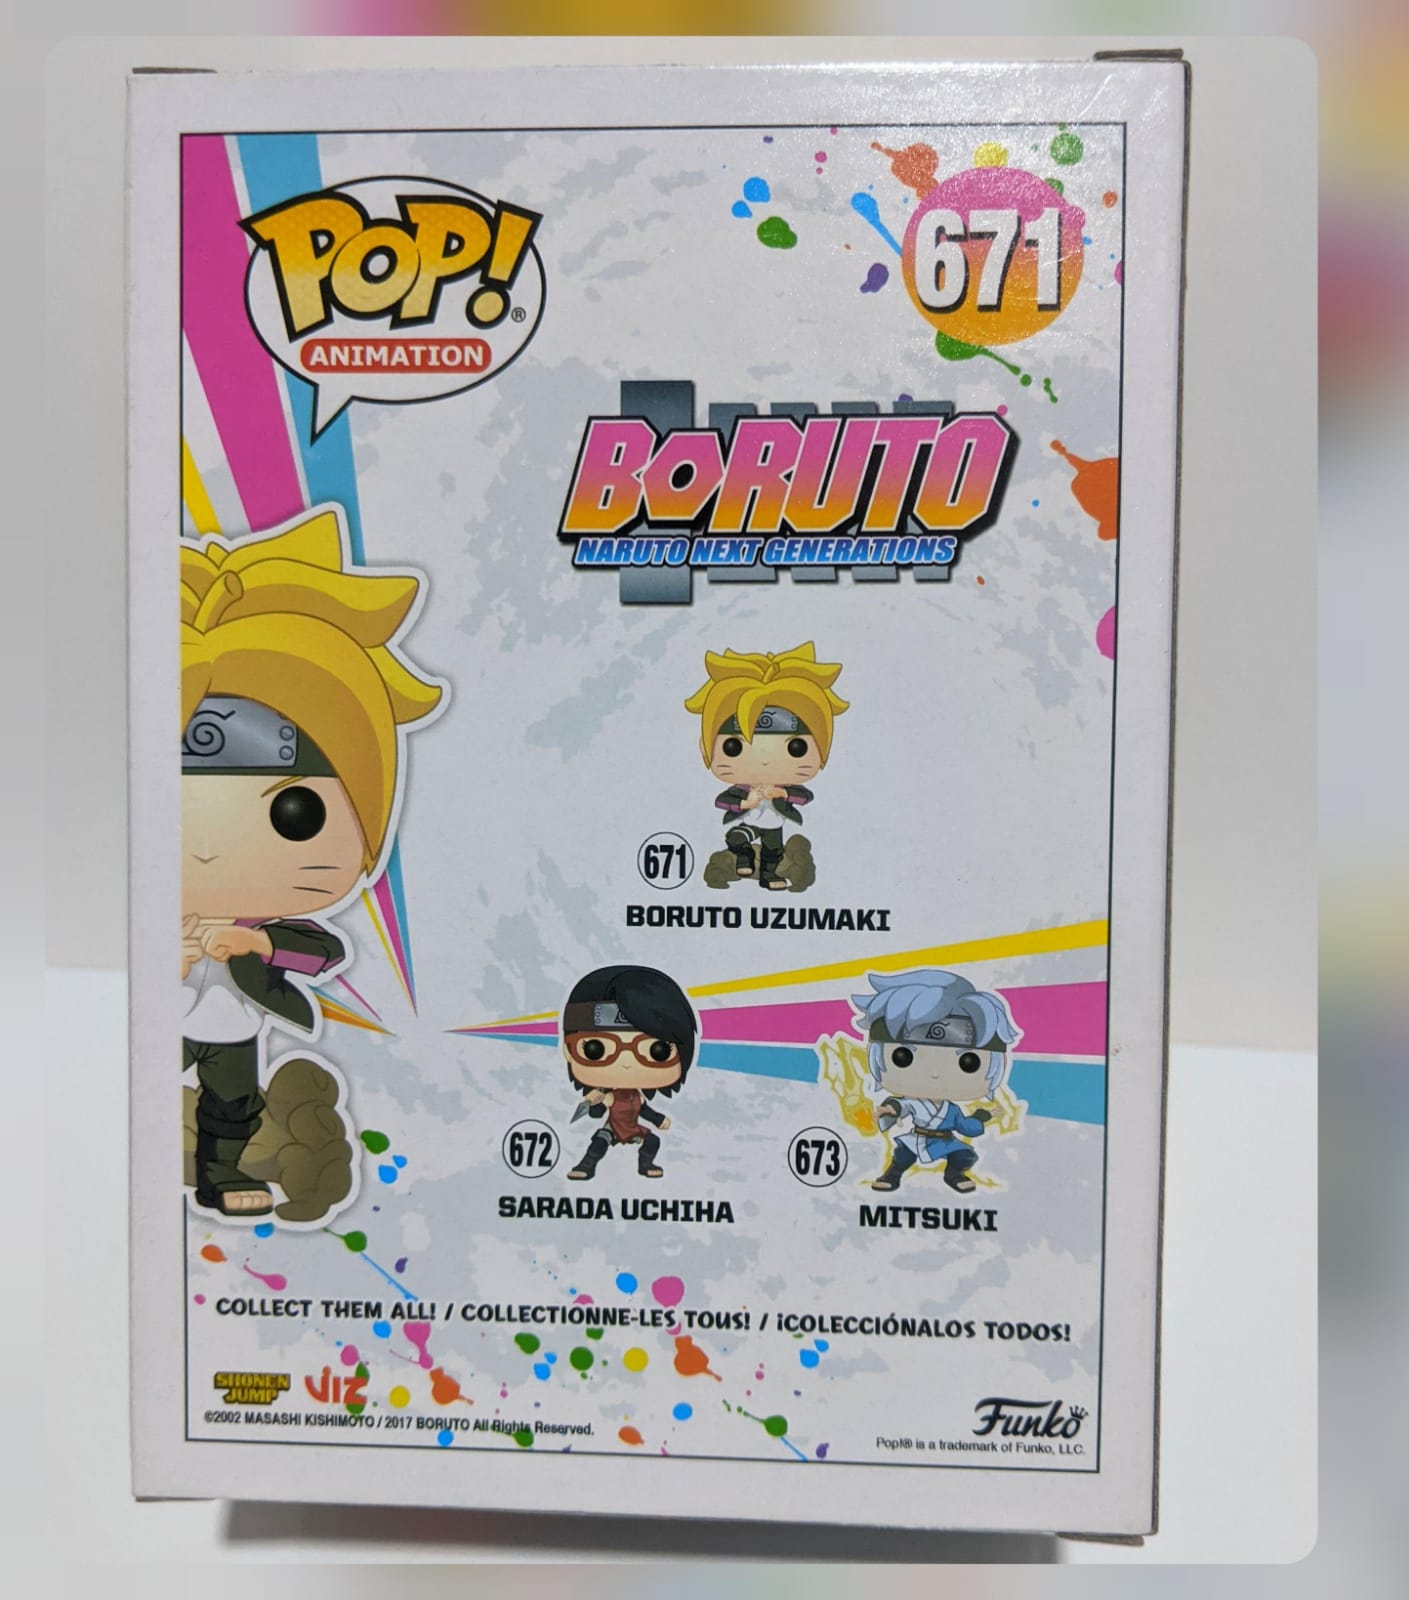 POP!®
ANIMATION
671
BORUTO
NARUTO NEXT GENERATIONS
671
BORUTO UZUMAKI
672
SARADA UCHIHA
673
MITSUKI
COLLECT THEM ALL! / COLLECTIONNE-LES TOUS! / ¡COLECCIÓNALOS TODOS!
SHONEN
JUMP
VIZ
©2002 MASASHI KISHIMOTO / 2017 BORUTO All Rights Reserved.
Funko
Pop!® is a trademark of Funko, LLC.